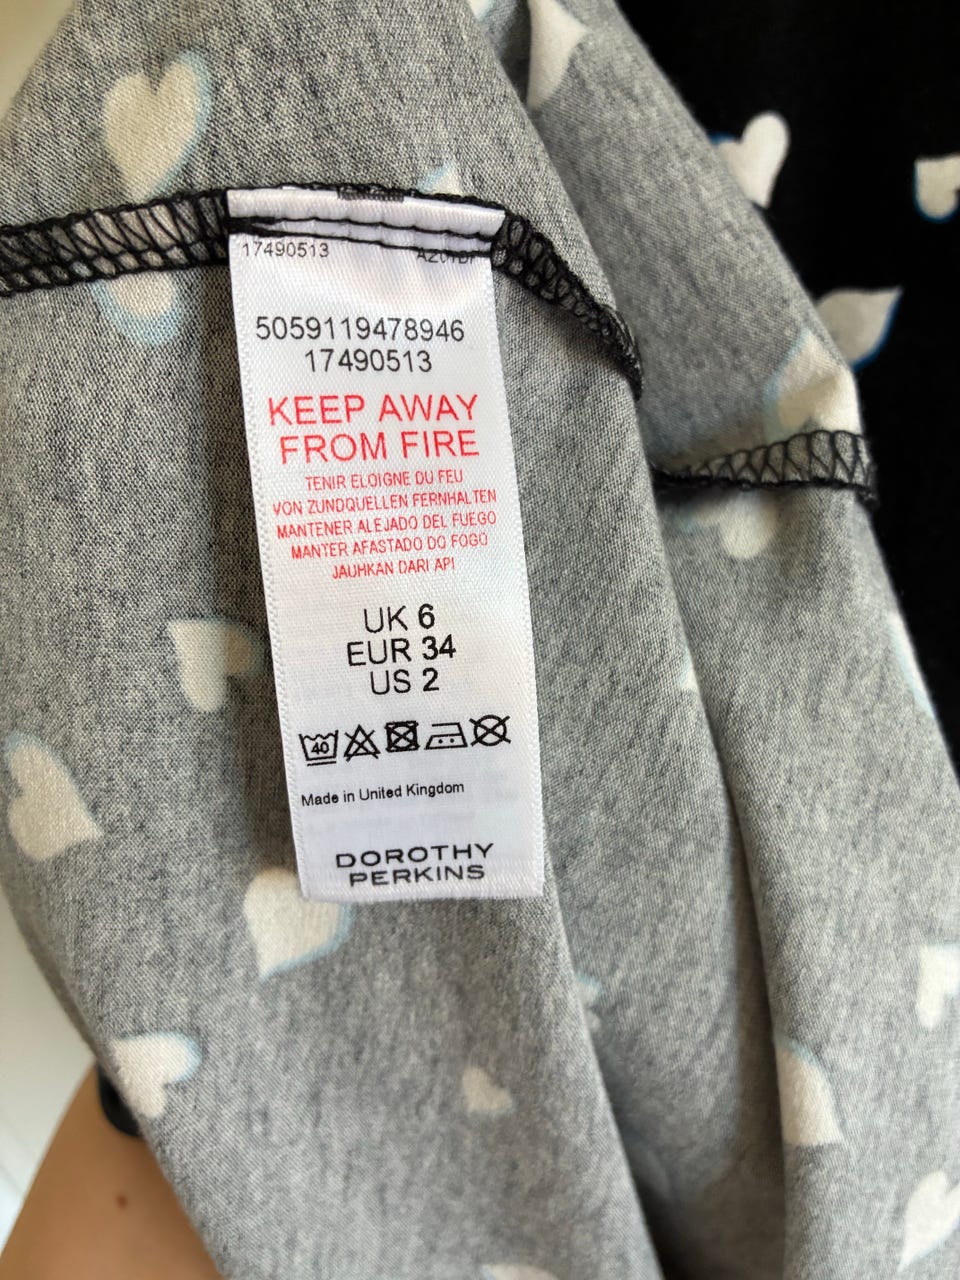 17490513
5059119478946
17490513
KEEP AWAY
FROM FIRE
TENIR ELOIGNE DU FEU
VON ZUNDQUELLEN FERNHALTEN
MANTENER ALEJADO DEL FUEGO
MANTER AFASTADO DO FOGO
JAUHKAN DARI API
UK 6
EUR 34
US 2
40
Made in United Kingdom
DOROTHY
PERKINS